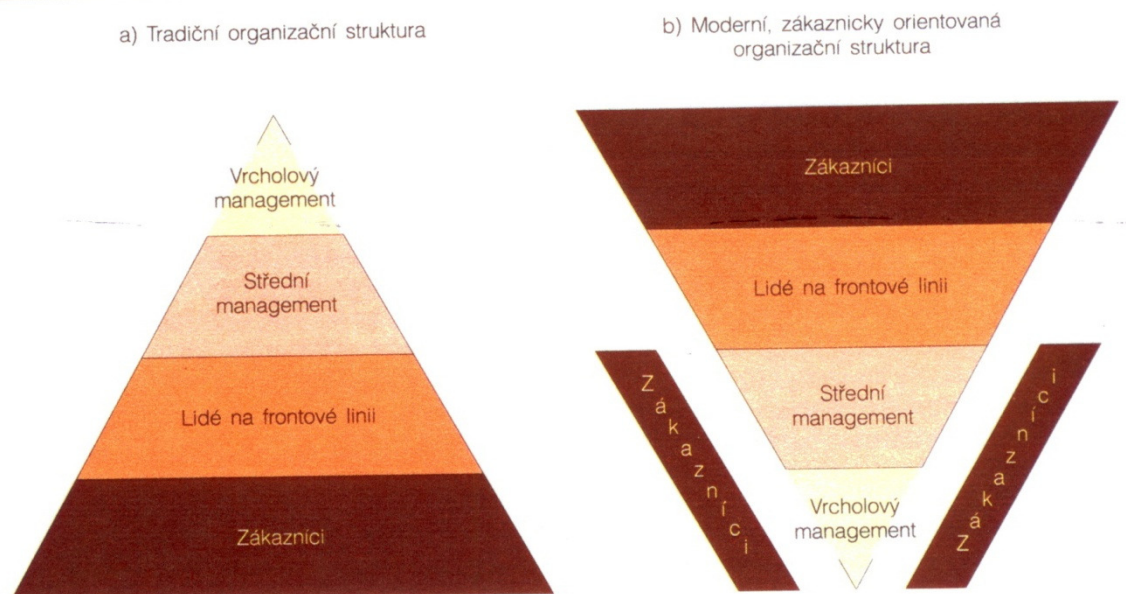 a) Tradiční organizační struktura
Vrcholový
management
Střední
management
Lidé na frontové linii
Zákazníci
b) Moderní, zákaznicky orientovaná
organizační struktura
Zákazníci
Lidé na frontové linii
Střední
management
Vrcholový
management
Zákazníci
Zákazníci